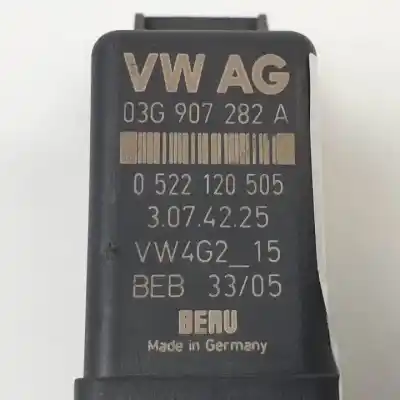 VW AG
03G 907 282 A
0 522 120 505
3.07.42.25
VW4G2_15
BEB 33/05
BERU
Made in Germany